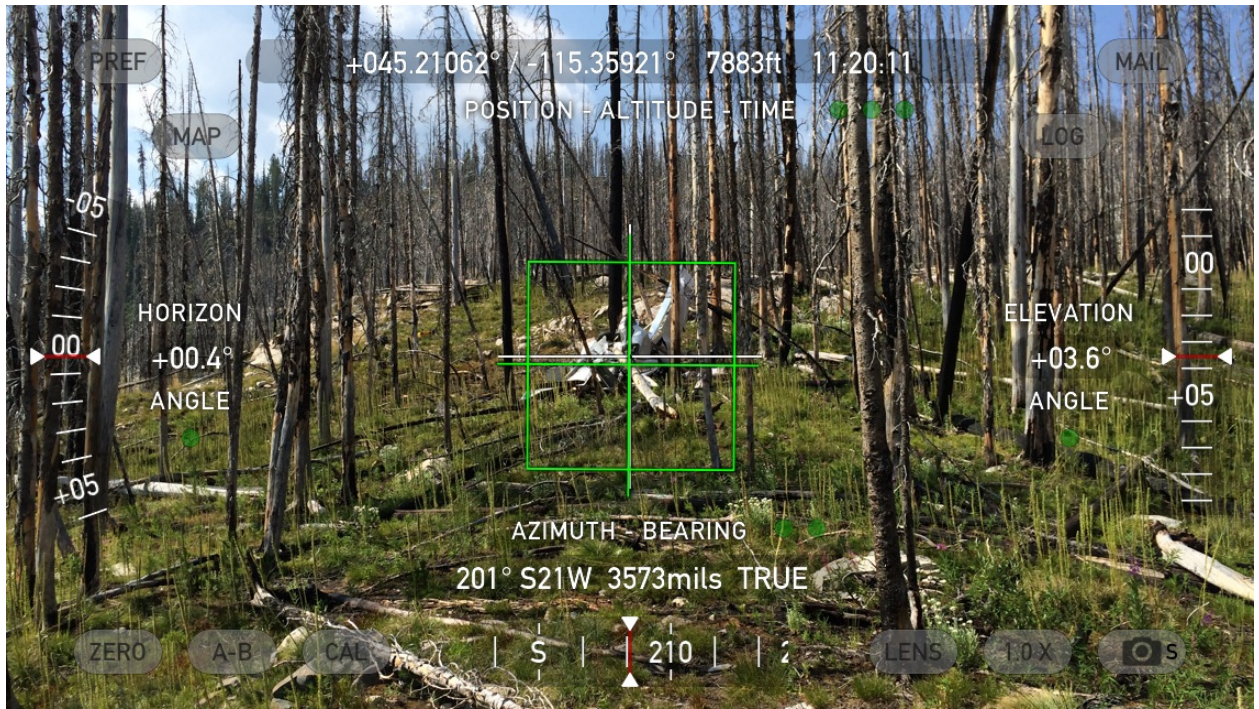 PREF
+045.21062° / -115.35921° 7883ft 11:20:11
MAIL
POSITION - ALTITUDE - TIME
MAP
LOG
-05
00
00
HORIZON
ELEVATION
+00.4°
+03.6°
+05
ANGLE
ANGLE
+05
AZIMUTH - BEARING
201° S21W 3573mils TRUE
ZERO
A-B
CAL
S
210
LENS
1.0 X
S